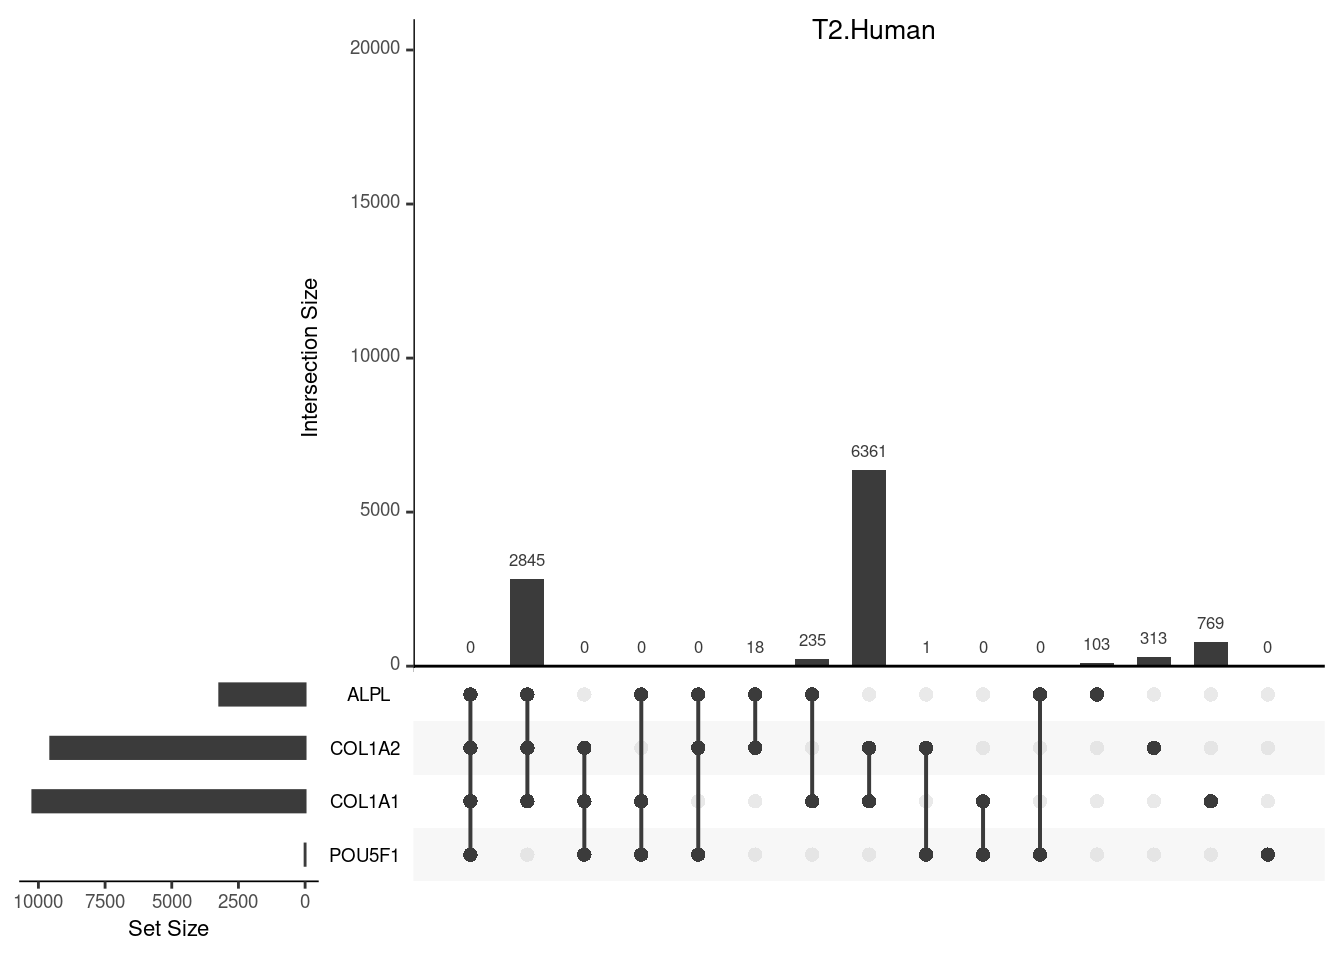 T2.Human
20000
15000
10000
5000
0
Intersection Size
0 2845 0 0 0 18 235 6361 1 0 0 103 313 769 0
ALPL
COL1A2
COL1A1
POU5F1
10000 7500 5000 2500 0
Set Size